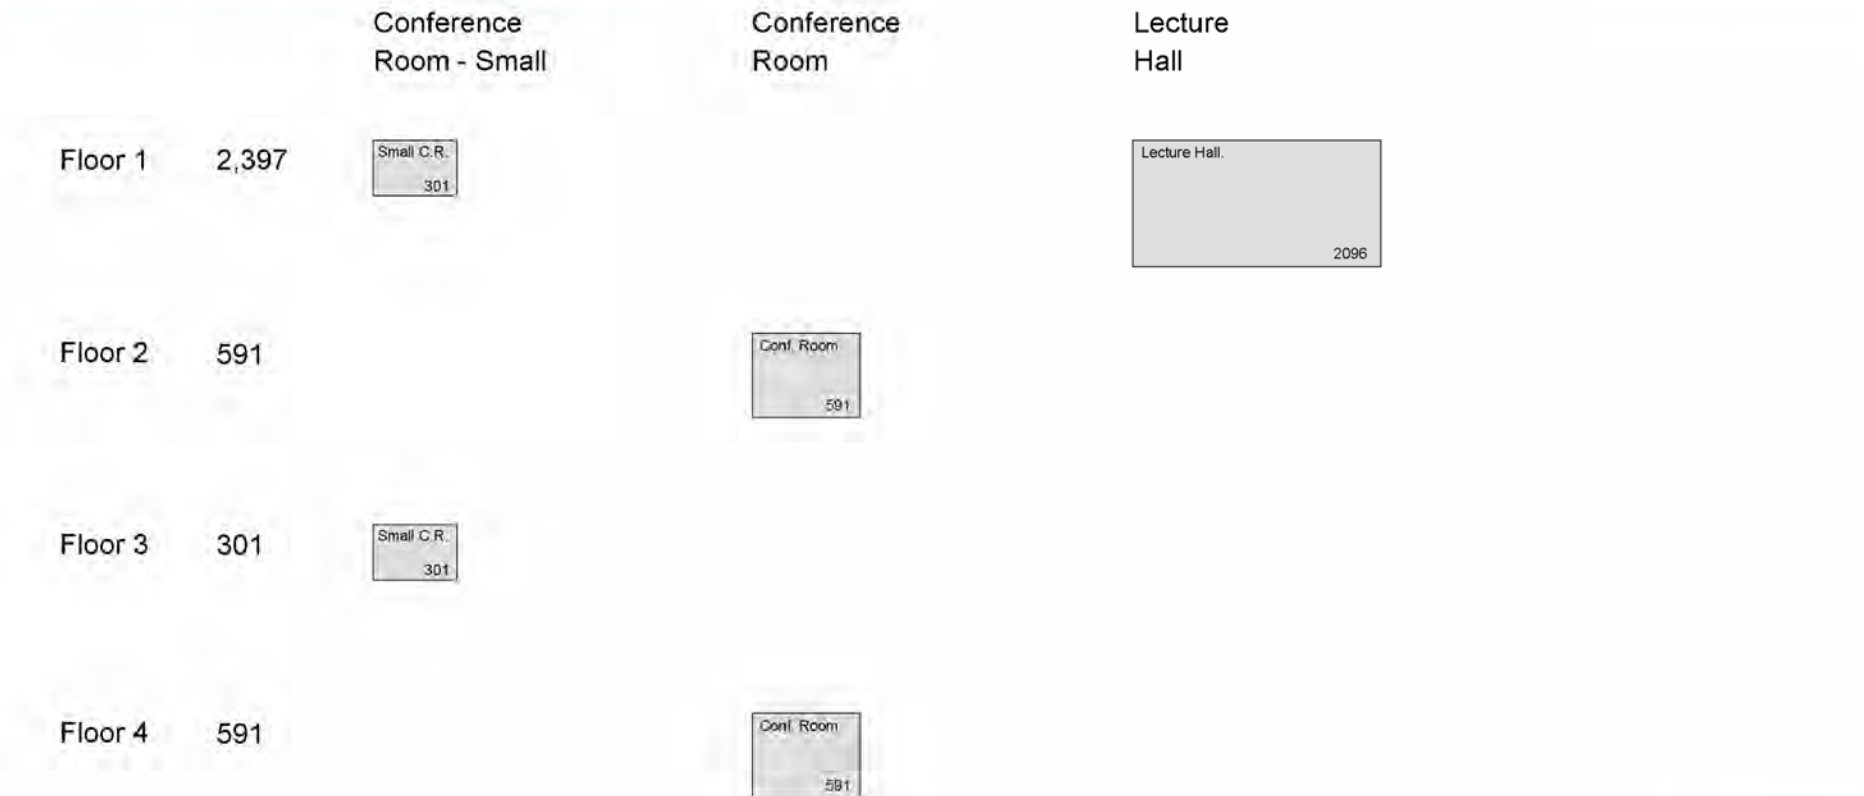 Conference
Room - Small
Conference
Room
Lecture
Hall
Floor 1 2,397
Small C.R.
301
Lecture Hall.
2096
Floor 2 591
Conf. Room
591
Floor 3 301
Small C.R.
301
Floor 4 591
Conf. Room
591